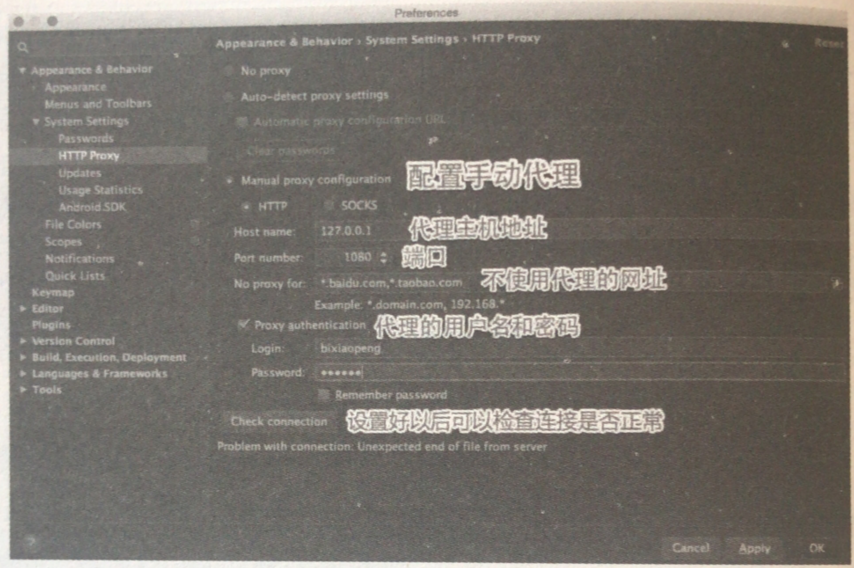 Preferences
Appearance & Behavior › System Settings › HTTP Proxy
Reset
Appearance & Behavior
Appearance
Menus and Toolbars
System Settings
Passwords
HTTP Proxy
Updates
Usage Statistics
Android SDK
File Colors
Scopes
Notifications
Quick Lists
Keymap
Editor
Plugins
Version Control
Build, Execution, Deployment
Languages & Frameworks
Tools
No proxy
Auto-detect proxy settings
Automatic proxy configuration URL:
Clear passwords
Manual proxy configuration 配置手动代理
HTTP SOCKS
Host name: 127.0.0.1 代理主机地址
Port number: 1080 端口
No proxy for: *.baidu.com,*.taobao.com 不使用代理的网址
Example: *.domain.com, 192.168.*
Proxy authentication 代理的用户名和密码
Login: bixiaopeng
Password: ••••••
Remember password
Check connection 设置好以后可以检查连接是否正常
Problem with connection: Unexpected end of file from server
? Cancel Apply OK